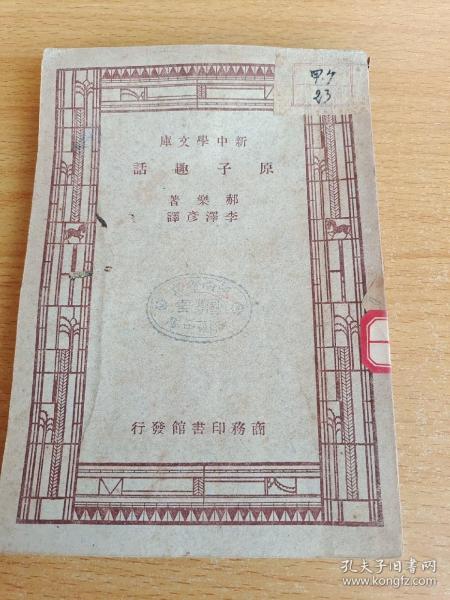 新中學文庫
原子趣話
郝樂著
李澤彥譯
商務印書館發行
23
孔夫子旧书网
www.kongfz.com